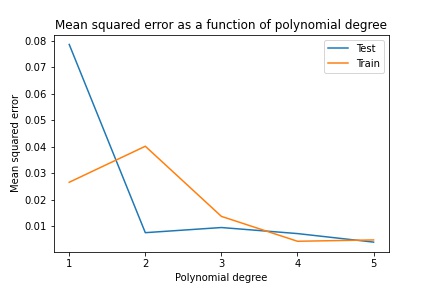 Mean squared error as a function of polynomial degree
Test
Train
Mean squared error
0.08
0.07
0.06
0.05
0.04
0.03
0.02
0.01
1 2 3 4 5
Polynomial degree